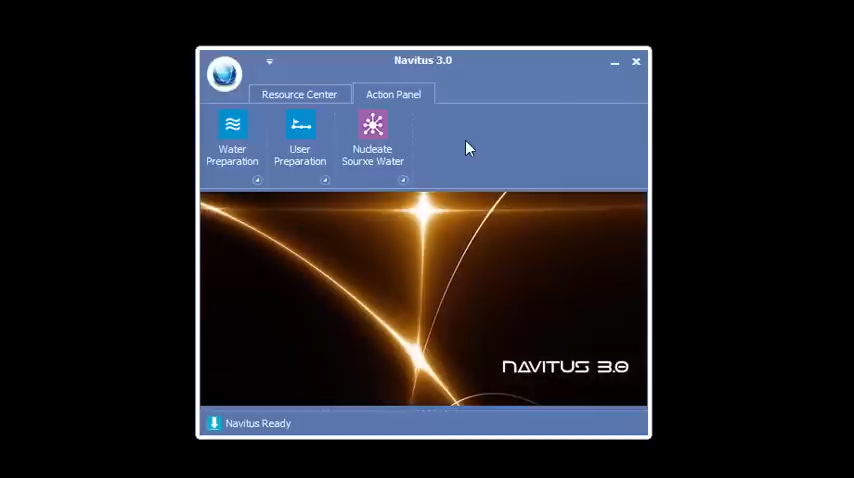 Navitus 3.0
Resource Center
Action Panel
Water
Preparation
User
Preparation
Nucleate
Sourxe Water
NAVITUS 3.0
Navitus Ready